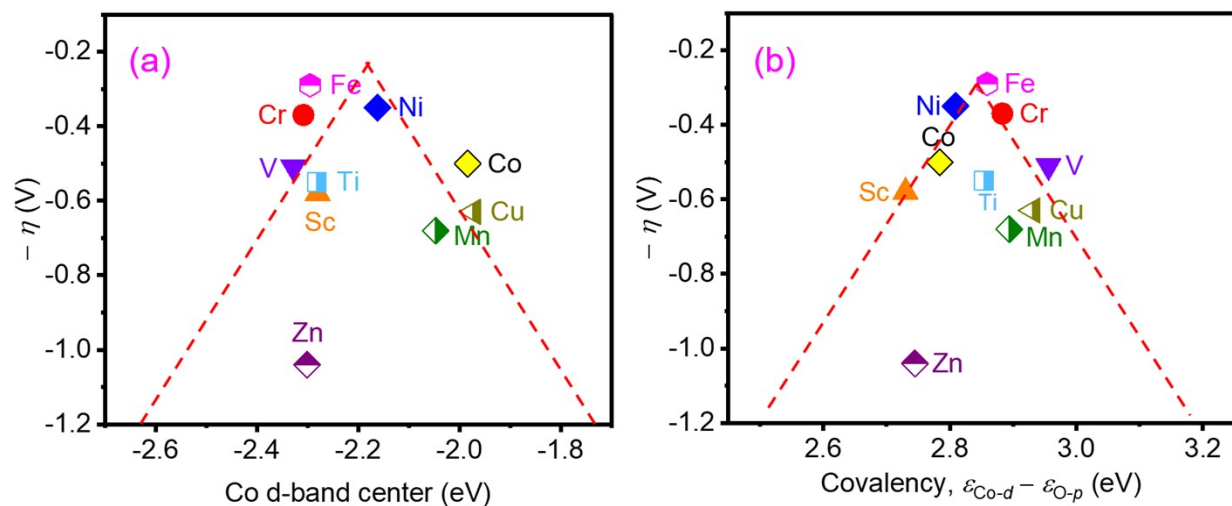 (a)
− η (V)
-0.2
-0.4
-0.6
-0.8
-1.0
-1.2
Fe
Cr
Ni
V
Ti
Co
Sc
Cu
Mn
Zn
-2.6 -2.4 -2.2 -2.0 -1.8
Co d-band center (eV)
(b)
− η (V)
-0.2
-0.4
-0.6
-0.8
-1.0
-1.2
Fe
Ni
Cr
Co
V
Sc
Ti
Cu
Mn
Zn
2.6 2.8 3.0 3.2
Covalency, εCo-d − εO-p (eV)